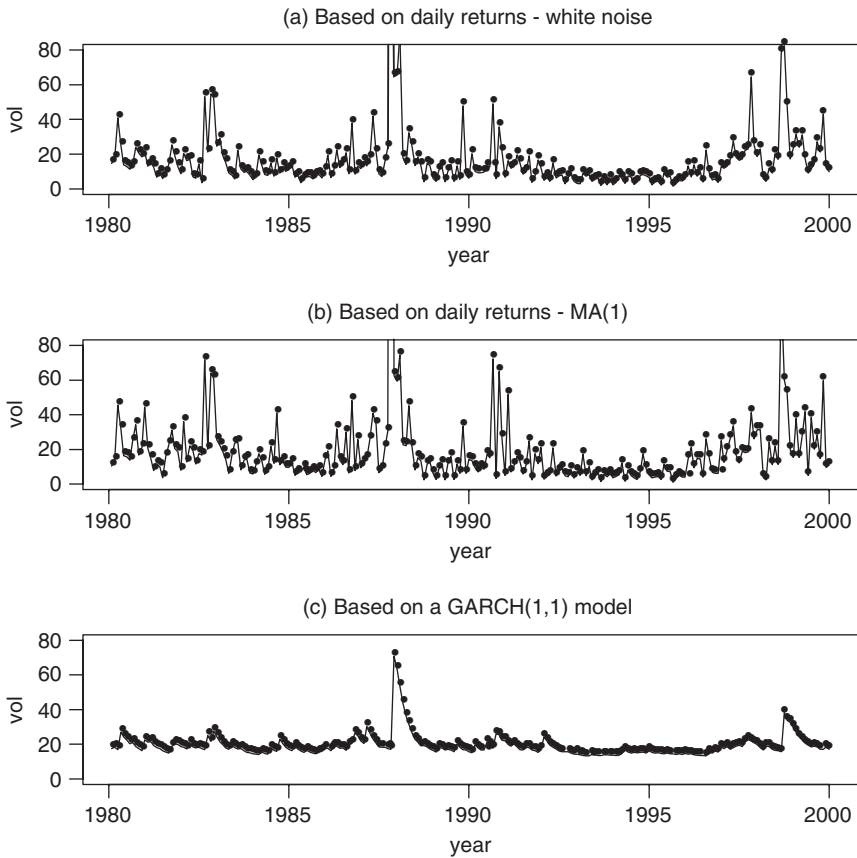 (a) Based on daily returns - white noise
80
60
vol
40
20
0
1980 1985 1990 1995 2000
year
(b) Based on daily returns - MA(1)
80
60
vol
40
20
0
1980 1985 1990 1995 2000
year
(c) Based on a GARCH(1,1) model
80
60
vol
40
20
0
1980 1985 1990 1995 2000
year